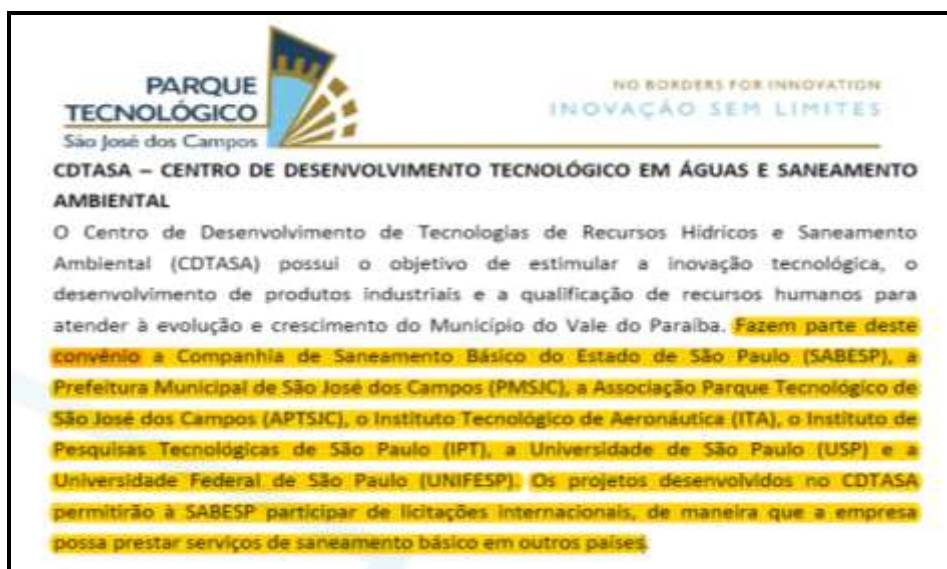 PARQUE
TECNOLÓGICO
São José dos Campos
NO BORDERS FOR INNOVATION
INOVAÇÃO SEM LIMITES
CDTASA – CENTRO DE DESENVOLVIMENTO TECNOLÓGICO EM ÁGUAS E SANEAMENTO
AMBIENTAL
O Centro de Desenvolvimento de Tecnologias de Recursos Hídricos e Saneamento
Ambiental (CDTASA) possui o objetivo de estimular a inovação tecnológica, o
desenvolvimento de produtos industriais e a qualificação de recursos humanos para
atender à evolução e crescimento do Município do Vale do Paraíba. Fazem parte deste
convênio a Companhia de Saneamento Básico do Estado de São Paulo (SABESP), a
Prefeitura Municipal de São José dos Campos (PMSJC), a Associação Parque Tecnológico de
São José dos Campos (APTSJC), o Instituto Tecnológico de Aeronáutica (ITA), o Instituto de
Pesquisas Tecnológicas de São Paulo (IPT), a Universidade de São Paulo (USP) e a
Universidade Federal de São Paulo (UNIFESP). Os projetos desenvolvidos no CDTASA
permitirão à SABESP participar de licitações internacionais, de maneira que a empresa
possa prestar serviços de saneamento básico em outros países.